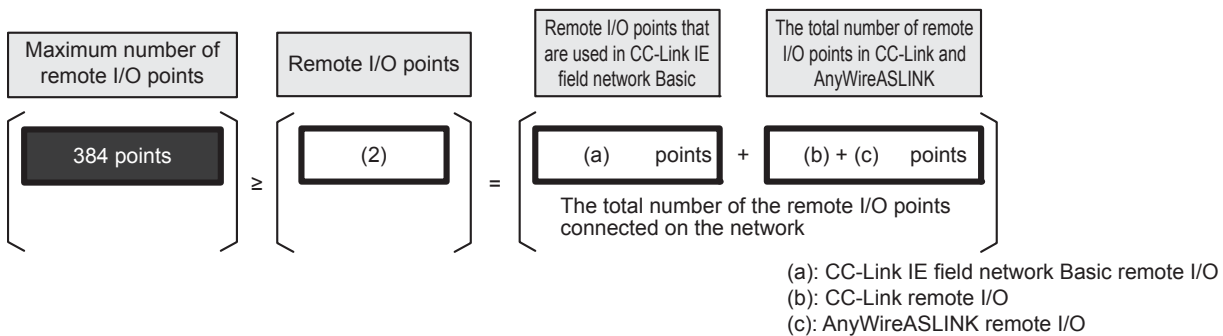 Maximum number of
remote I/O points
Remote I/O points
Remote I/O points that
are used in CC-Link IE
field network Basic
The total number of remote
I/O points in CC-Link and
AnyWireASLINK
384 points
≥
(2)
=
(a) points
+
(b) + (c) points
The total number of the remote I/O points
connected on the network
(a): CC-Link IE field network Basic remote I/O
(b): CC-Link remote I/O
(c): AnyWireASLINK remote I/O